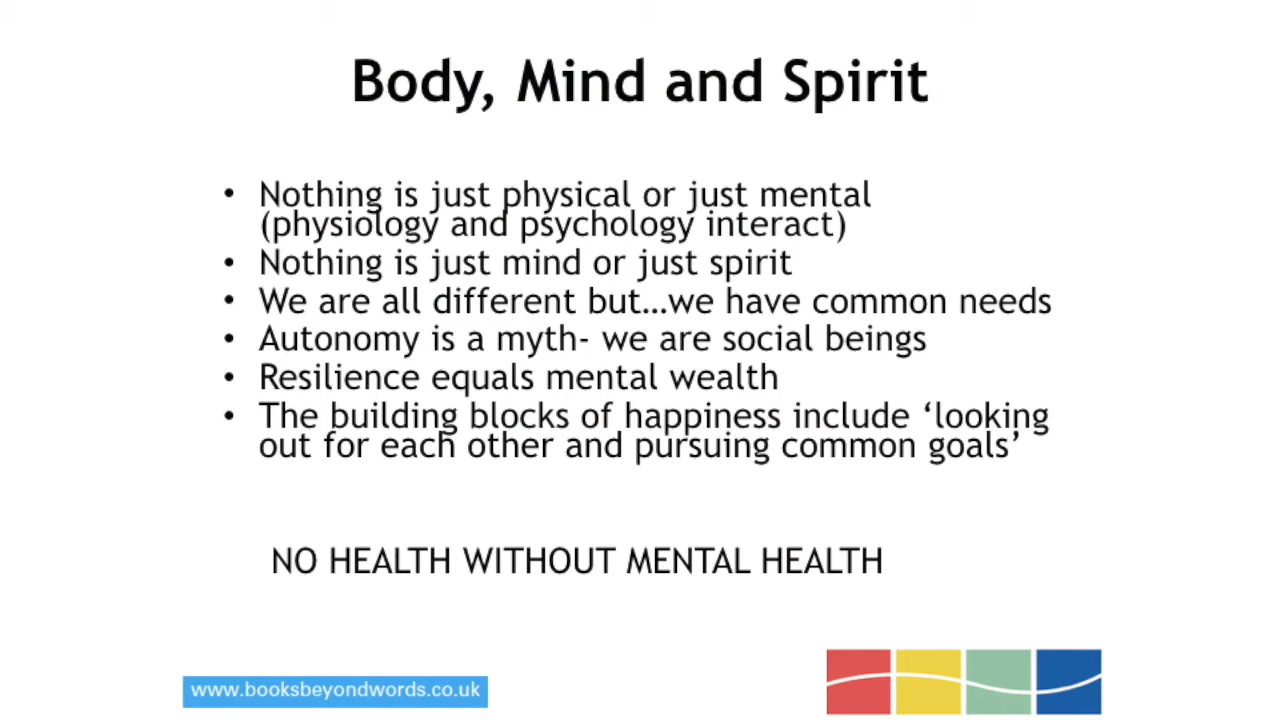 Body, Mind and Spirit
• Nothing is just physical or just mental
(physiology and psychology interact)
• Nothing is just mind or just spirit
• We are all different but…we have common needs
• Autonomy is a myth- we are social beings
• Resilience equals mental wealth
• The building blocks of happiness include ‘looking
out for each other and pursuing common goals’
NO HEALTH WITHOUT MENTAL HEALTH
www.booksbeyondwords.co.uk